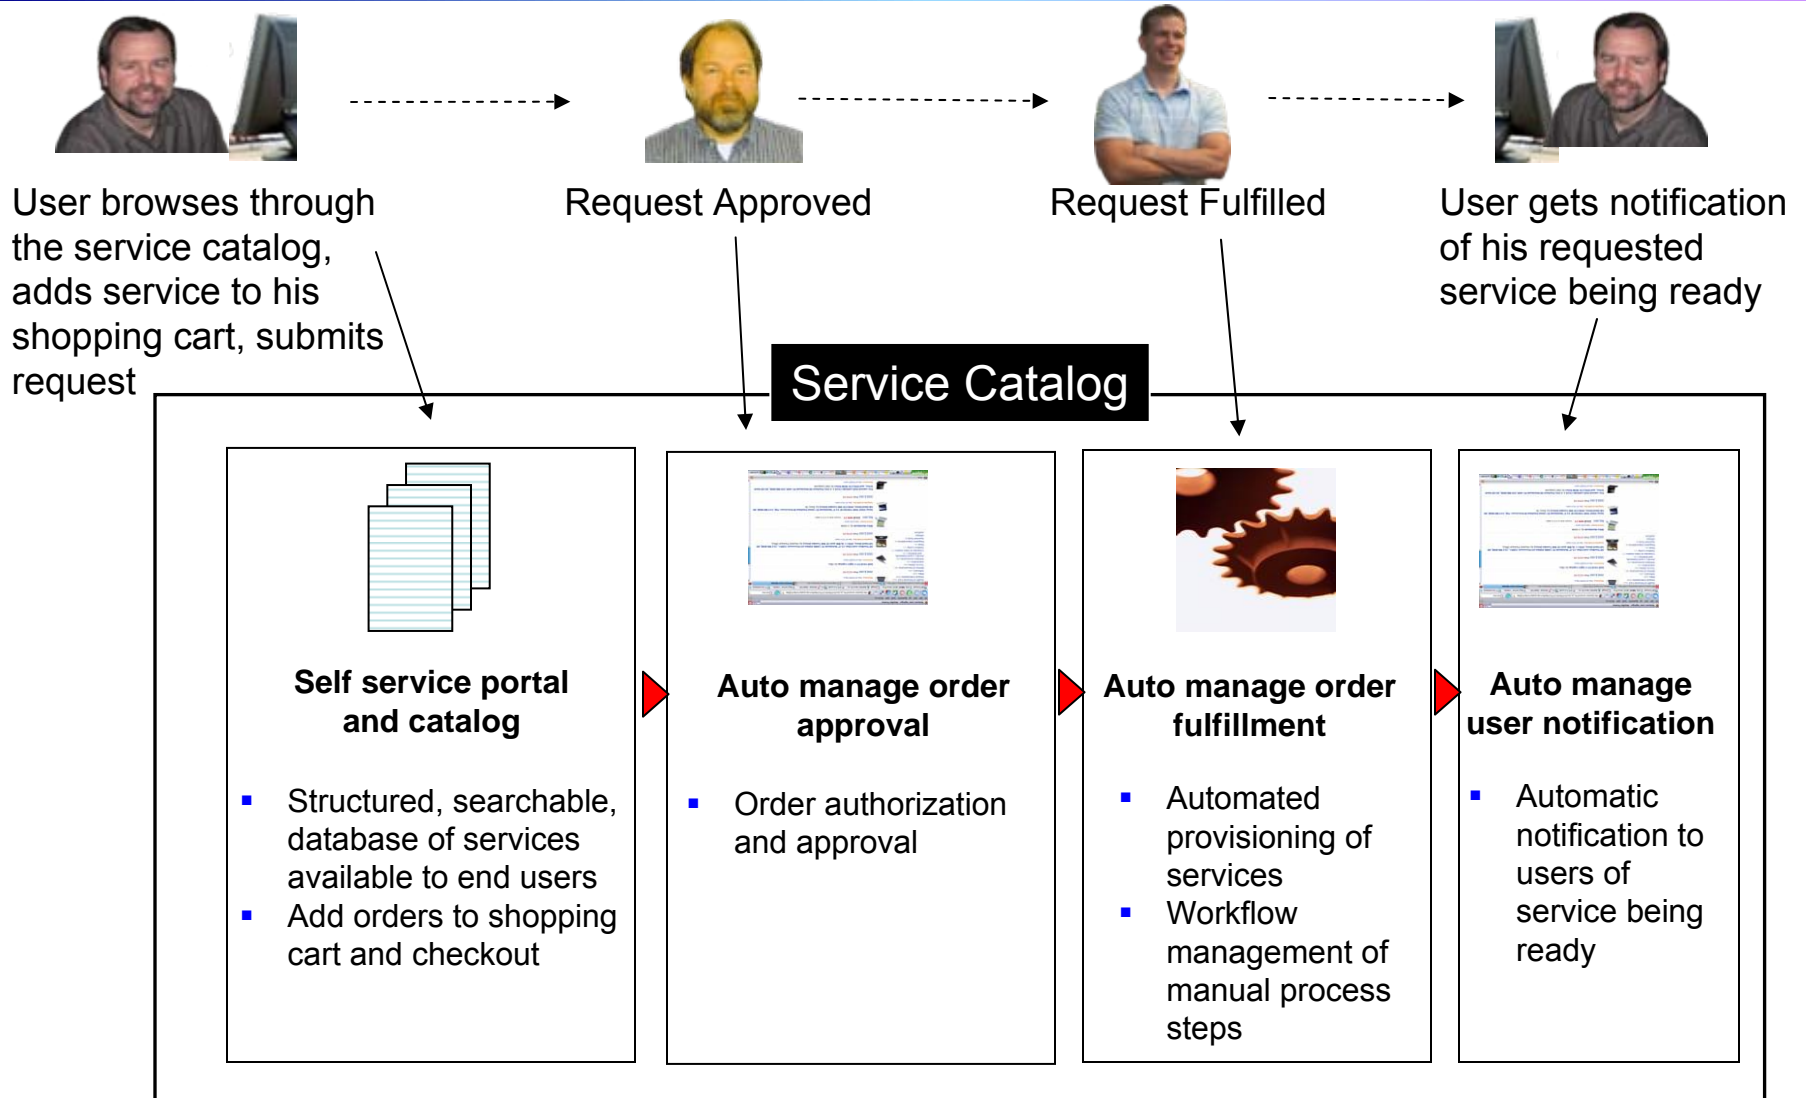 User browses through
the service catalog,
adds service to his
shopping cart, submits
request
Request Approved
Request Fulfilled
User gets notification
of his requested
service being ready
Service Catalog
Self service portal
and catalog
Structured, searchable,
database of services
available to end users
Add orders to shopping
cart and checkout
Auto manage order
approval
Order authorization
and approval
Auto manage order
fulfillment
Automated
provisioning of
services
Workflow
management of
manual process
steps
Auto manage
user notification
Automatic
notification to
users of
service being
ready